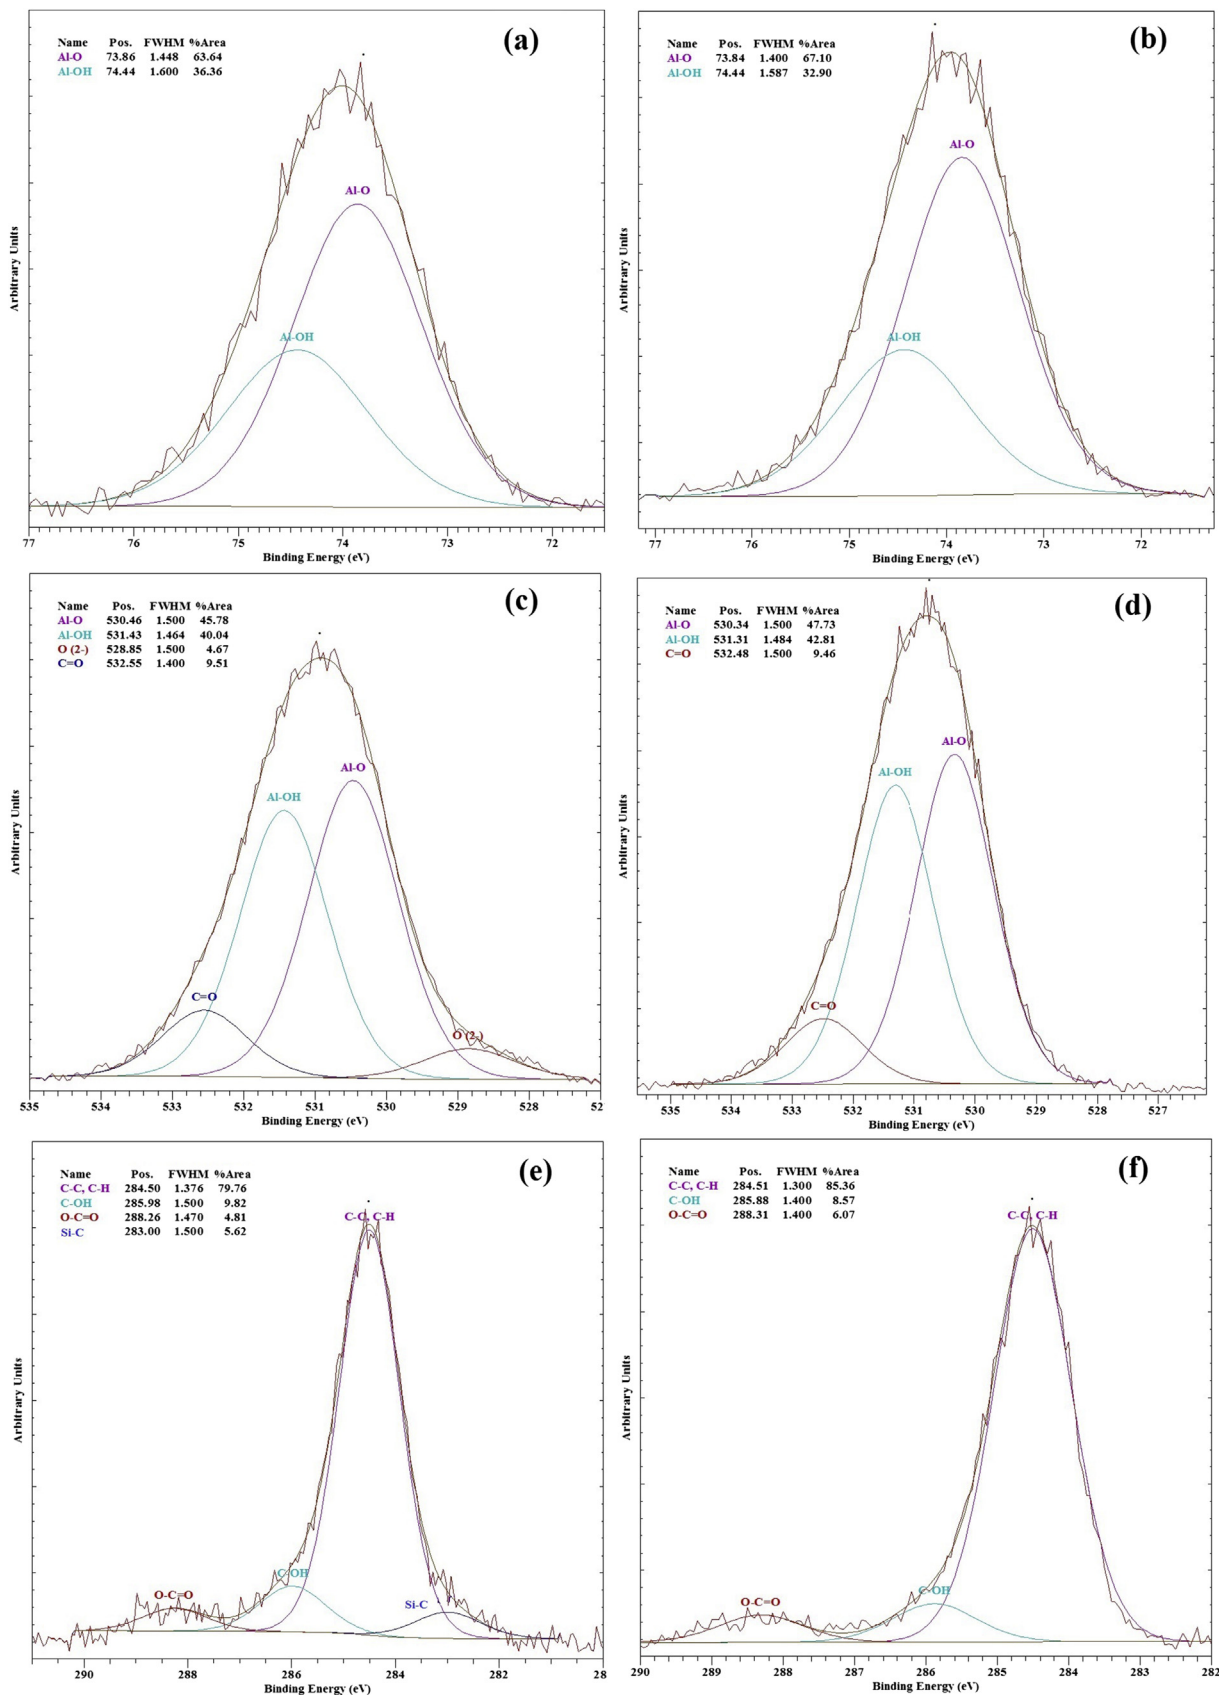 (a)
Name Pos. FWHM %Area
Al-O 73.86 1.448 63.64
Al-OH 74.44 1.600 36.36
Al-O
Al-OH
Arbitrary Units
77 75 74 73 72
Binding Energy (eV)
(b)
Name Pos. FWHM %Area
Al-O 73.84 1.400 67.10
Al-OH 74.44 1.587 32.90
Al-O
Al-OH
Arbitrary Units
77 76 75 74 73 72
Binding Energy (eV)
(c)
Name Pos. FWHM %Area
Al-O 530.46 1.500 45.78
Al-OH 531.43 1.464 40.04
O (2-) 528.85 1.500 4.67
C=O 532.55 1.400 9.51
Al-O
Al-OH
C=O
O (2-)
Arbitrary Units
535 534 533 532 531 530 529 528 52
Binding Energy (eV)
(d)
Name Pos. FWHM %Area
Al-O 530.34 1.500 47.73
Al-OH 531.31 1.484 42.81
C=O 532.48 1.500 9.46
Al-O
Al-OH
C=O
Arbitrary Units
535 534 533 532 531 530 529 528 527
Binding Energy (eV)
(e)
Name Pos. FWHM %Area
C-C, C-H 284.50 1.376 79.76
C-OH 285.98 1.500 9.82
O-C=O 288.26 1.470 4.81
Si-C 283.00 1.500 5.62
C-C, C-H
C-OH
O-C=O
Si-C
Arbitrary Units
290 288 286 284 282 28
Binding Energy (eV)
(f)
Name Pos. FWHM %Area
C-C, C-H 284.51 1.300 85.36
C-OH 285.88 1.400 8.57
O-C=O 288.31 1.400 6.07
C-C, C-H
C-OH
O-C=O
Arbitrary Units
290 289 288 287 286 285 284 283 282
Binding Energy (eV)